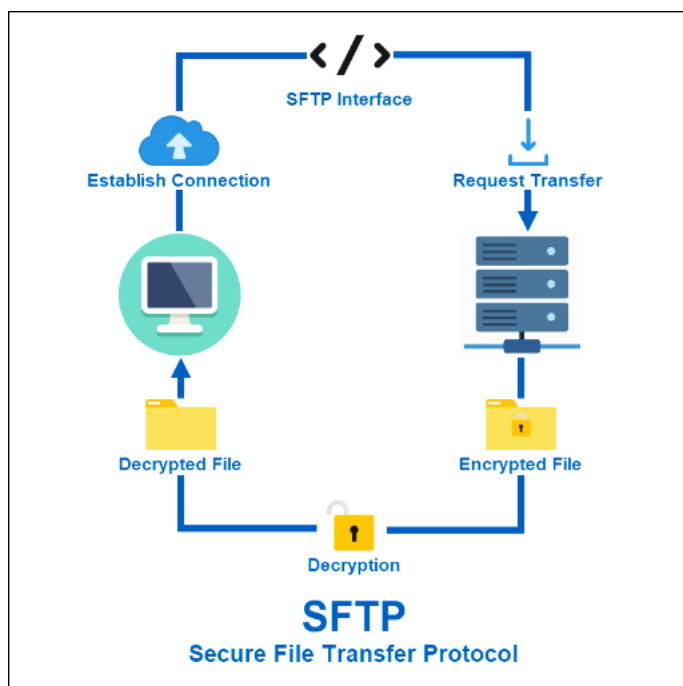 SFTP Interface
Establish Connection
Request Transfer
Decrypted File
Encrypted File
Decryption
SFTP
Secure File Transfer Protocol